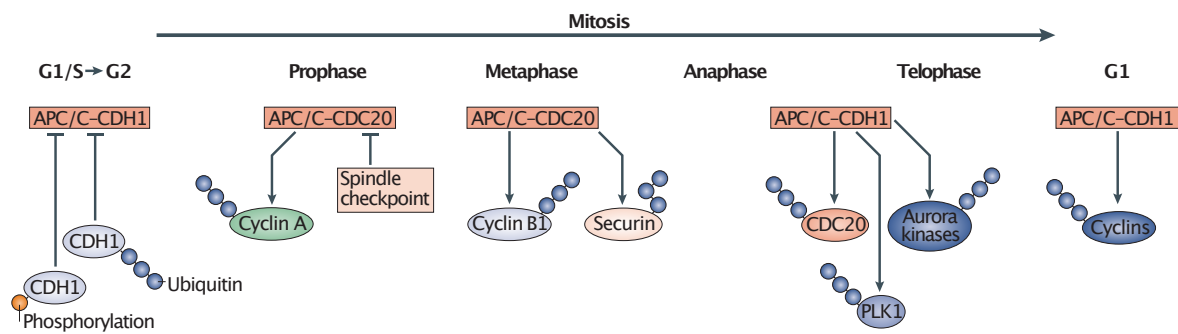 Mitosis
G1/S → G2
Prophase
Metaphase
Anaphase
Telophase
G1
APC/C–CDH1
APC/C–CDC20
APC/C–CDC20
APC/C–CDH1
APC/C–CDH1
Spindle
checkpoint
Cyclin A
Cyclin B1
Securin
CDC20
Aurora
kinases
Cyclins
CDH1
Ubiquitin
CDH1
PLK1
Phosphorylation